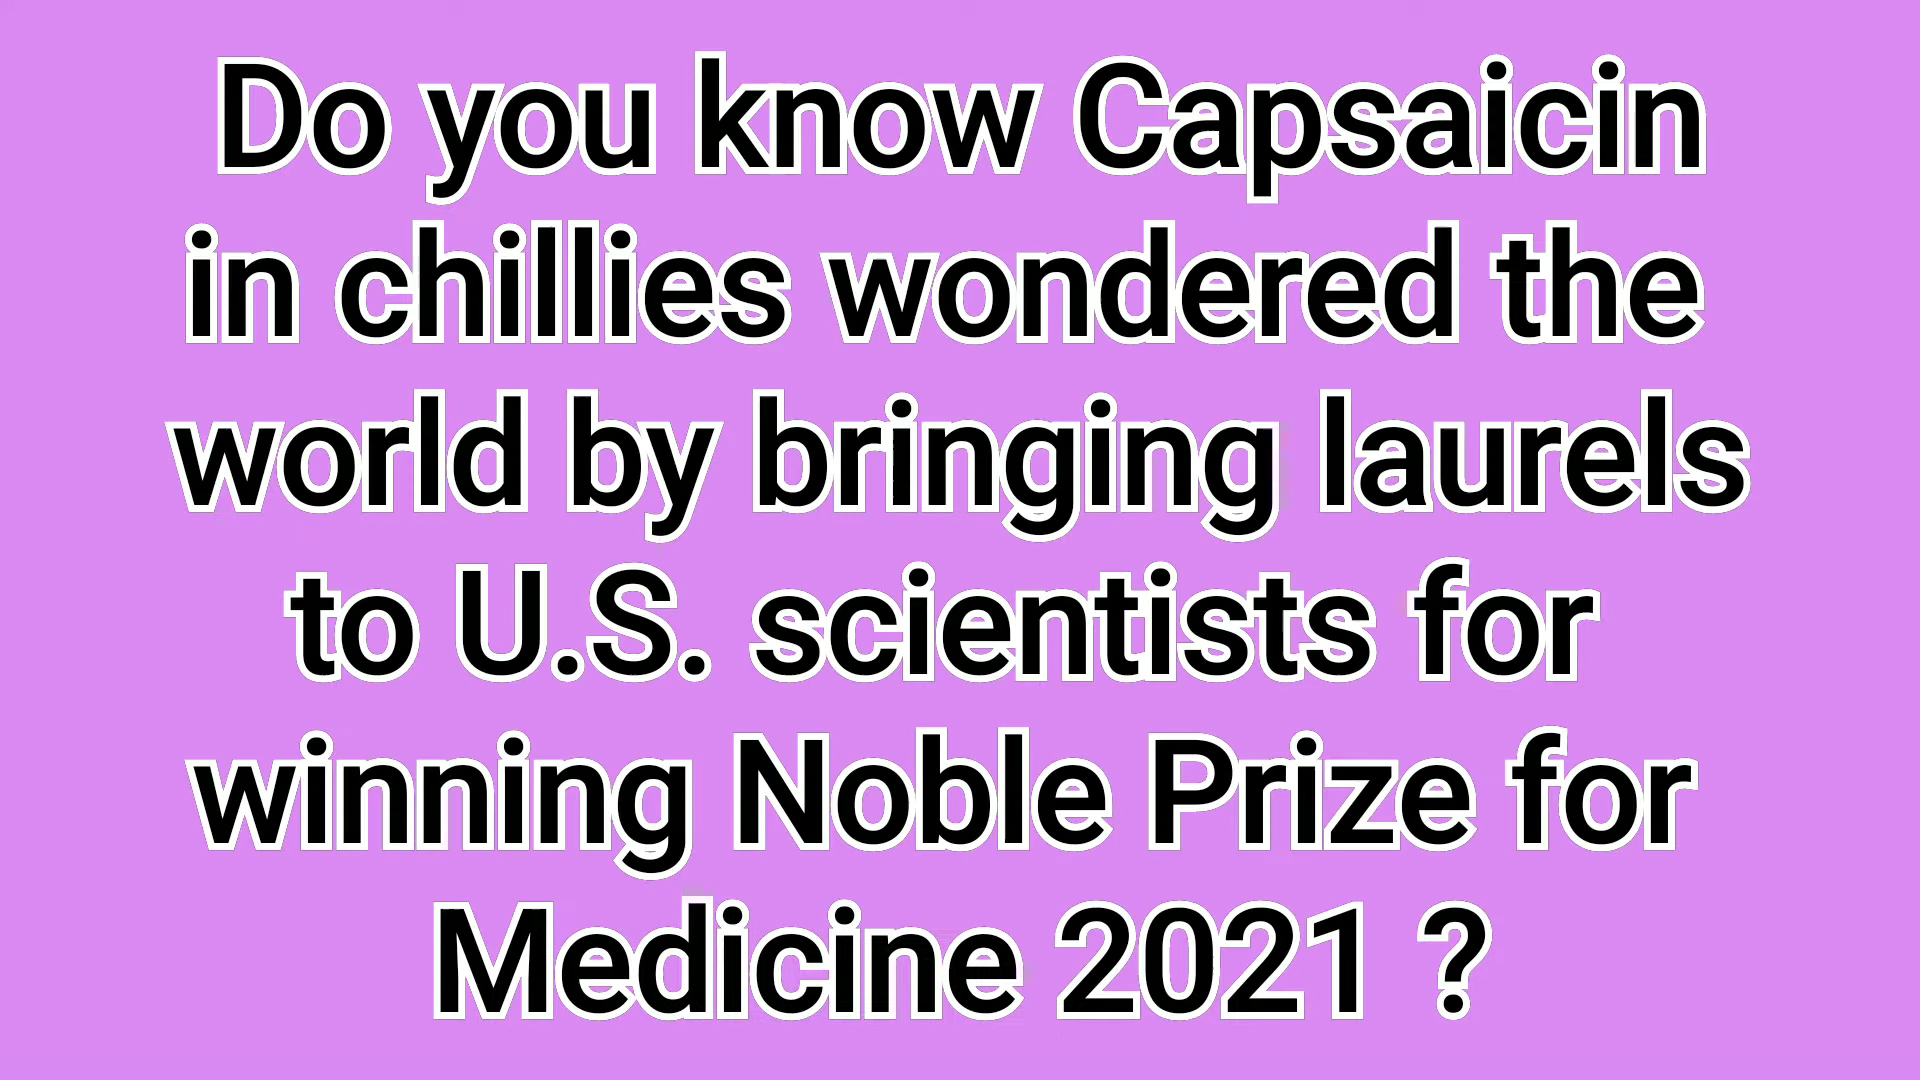 Do you know Capsaicin
in chillies wondered the
world by bringing laurels
to U.S. scientists for
winning Noble Prize for
Medicine 2021 ?